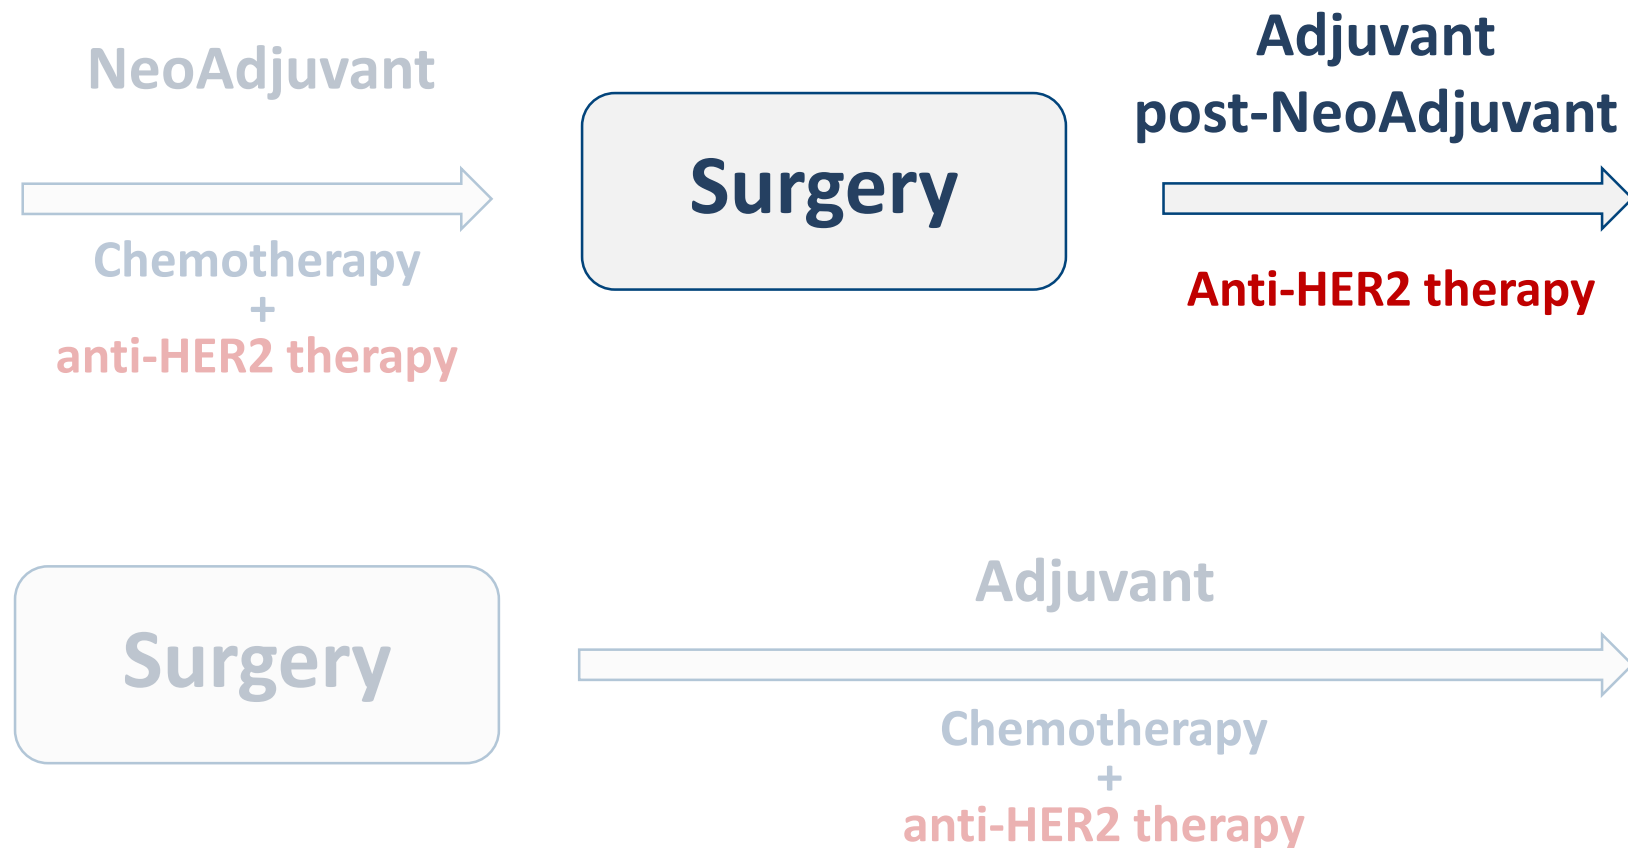 NeoAdjuvant
Chemotherapy
+
anti-HER2 therapy
Surgery
Adjuvant
post-NeoAdjuvant
Anti-HER2 therapy
Surgery
Adjuvant
Chemotherapy
+
anti-HER2 therapy